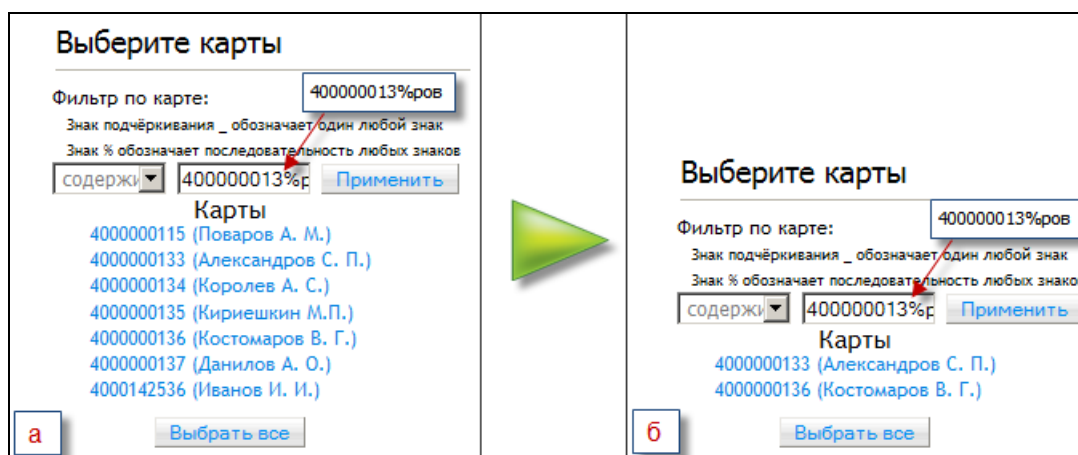 Выберите карты
400000013%ров
Фильтр по карте:
Знак подчёркивания _ обозначает один любой знак
Знак % обозначает последовательность любых знаков
содержи 400000013%р Применить
Карты
4000000115 (Поваров А. М.)
4000000133 (Александров С. П.)
4000000134 (Королев А. С.)
4000000135 (Кириешкин М.П.)
4000000136 (Костомаров В. Г.)
4000000137 (Данилов А. О.)
4000142536 (Иванов И. И.)
Выбрать все
а
Выберите карты
400000013%ров
Фильтр по карте:
Знак подчёркивания _ обозначает один любой знак
Знак % обозначает последовательность любых знако
содержи 400000013%р Применить
Карты
4000000133 (Александров С. П.)
4000000136 (Костомаров В. Г.)
Выбрать все
б